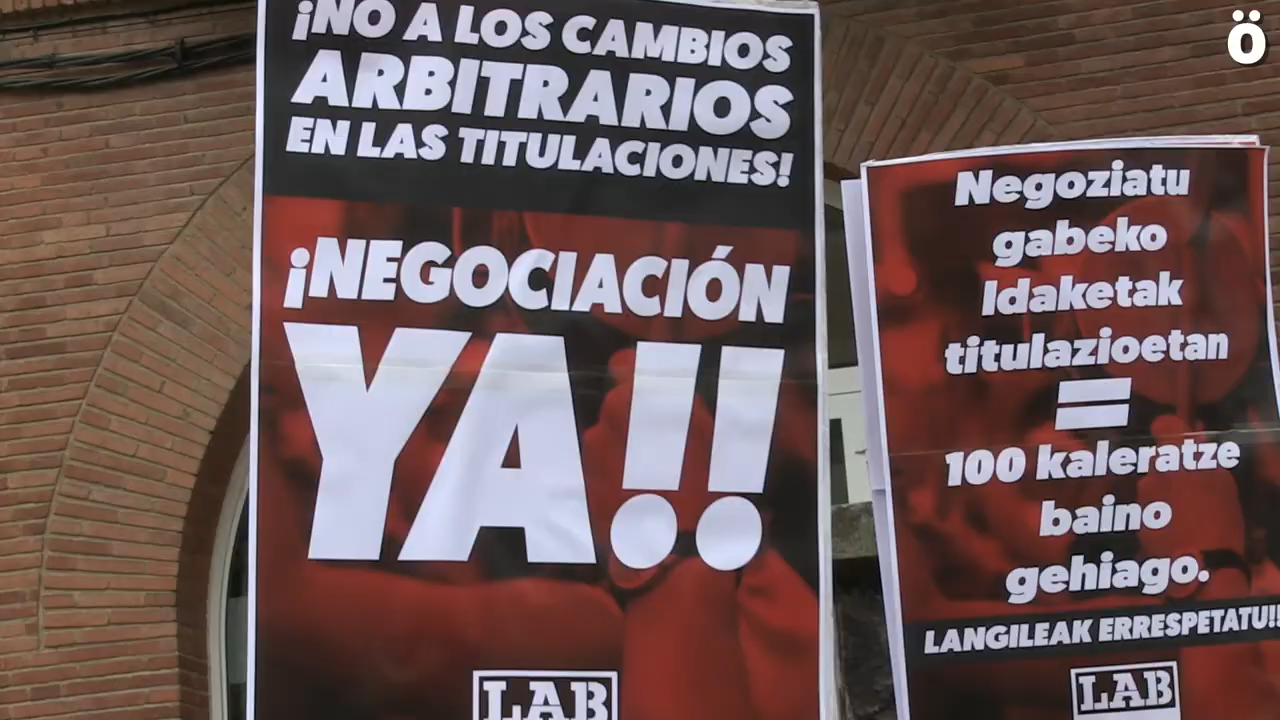 ¡NO A LOS CAMBIOS
ARBITRARIOS
EN LAS TITULACIONES!
¡NEGOCIACIÓN
YA!!
LAB
Negoziatu
gabeko
Idaketak
titulazioetan
=
100 kaleratze
baino
gehiago.
LANGILEAK ERRESPETATU!!
LAB
ö